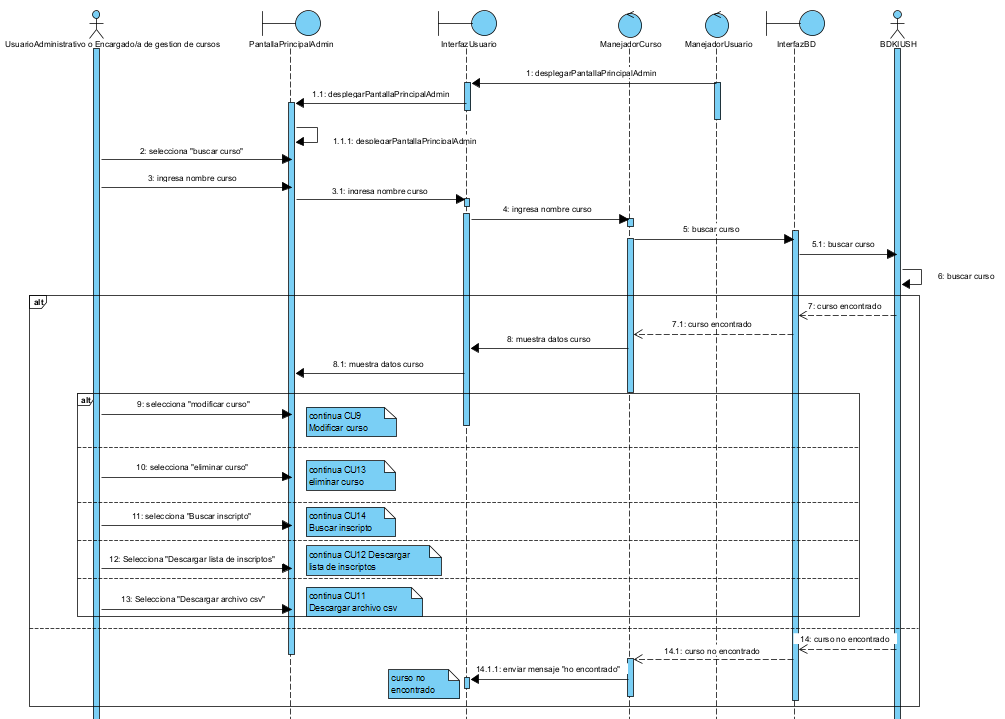 UsuarioAdministrativo o Encargado/a de gestion de cursos
PantallaPrincipalAdmin
InterfazUsuario
ManejadorCurso
ManejadorUsuario
InterfazBD
BDKIUSH
1: desplegarPantallaPrincipalAdmin
1.1: desplegarPantallaPrincipalAdmin
1.1.1: desplegarPantallaPrincipalAdmin
2: selecciona "buscar curso"
3: ingresa nombre curso
3.1: ingresa nombre curso
4: ingresa nombre curso
5: buscar curso
5.1: buscar curso
6: buscar curso
alt
7: curso encontrado
7.1: curso encontrado
8: muestra datos curso
8.1: muestra datos curso
alt
9: selecciona "modificar curso"
continua CU9
Modificar curso
10: selecciona "eliminar curso"
continua CU13
eliminar curso
11: selecciona "Buscar inscripto"
continua CU14
Buscar inscripto
12: Selecciona "Descargar lista de inscriptos"
continua CU12 Descargar
lista de inscriptos
13: Selecciona "Descargar archivo csv"
continua CU11
Descargar archivo csv
14: curso no encontrado
14.1: curso no encontrado
14.1.1: enviar mensaje "no encontrado"
curso no
encontrado